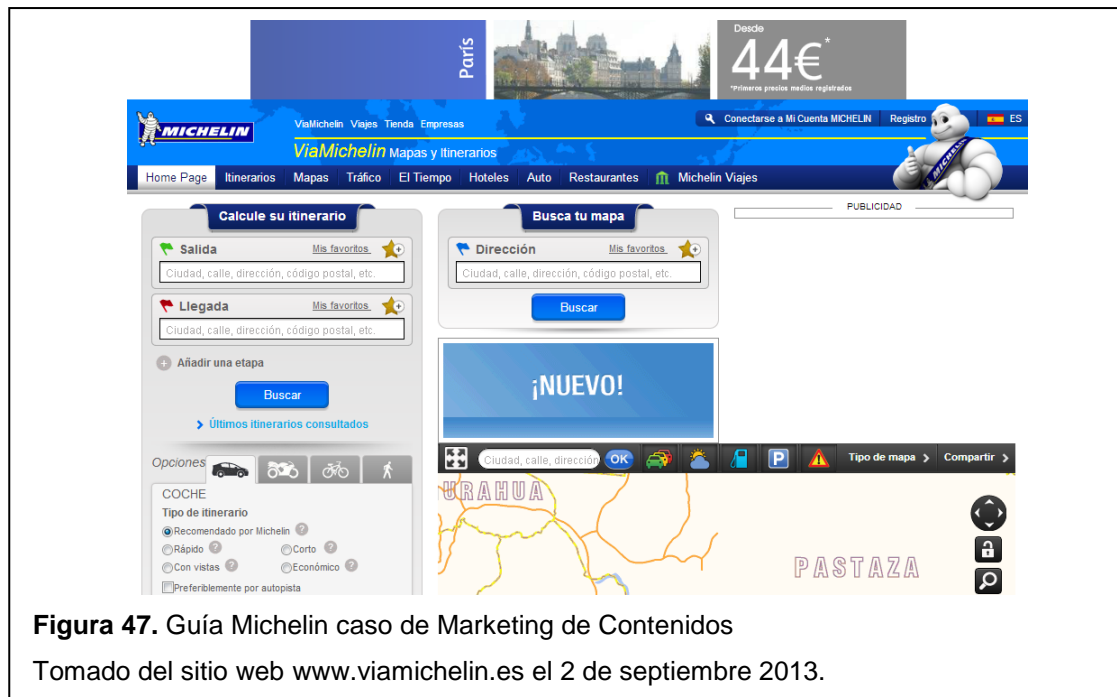 París
Desde
44€*
*Primeros precios medios registrados
MICHELIN
ViaMichelin Viajes Tienda Empresas
Conectarse a Mi Cuenta MICHELIN Registro ES
ViaMichelin Mapas y Itinerarios
MICHELIN
Home Page Itinerarios Mapas Tráfico El Tiempo Hoteles Auto Restaurantes Michelin Viajes
Calcule su itinerario
Salida Mis favoritos
Ciudad, calle, dirección, código postal, etc.
Llegada Mis favoritos
Ciudad, calle, dirección, código postal, etc.
Añadir una etapa
Buscar
Últimos itinerarios consultados
Opciones
COCHE
Tipo de itinerario
Recomendado por Michelin ?
Rápido ? Corto ?
Con vistas ? Económico ?
Preferiblemente por autopista
Busca tu mapa
Dirección Mis favoritos
Ciudad, calle, dirección, código postal, etc.
Buscar
PUBLICIDAD
¡NUEVO!
Ciudad, calle, dirección OK P Tipo de mapa Compartir
URAHUA
PASTAZA
Figura 47. Guía Michelin caso de Marketing de Contenidos
Tomado del sitio web www.viamichelin.es el 2 de septiembre 2013.